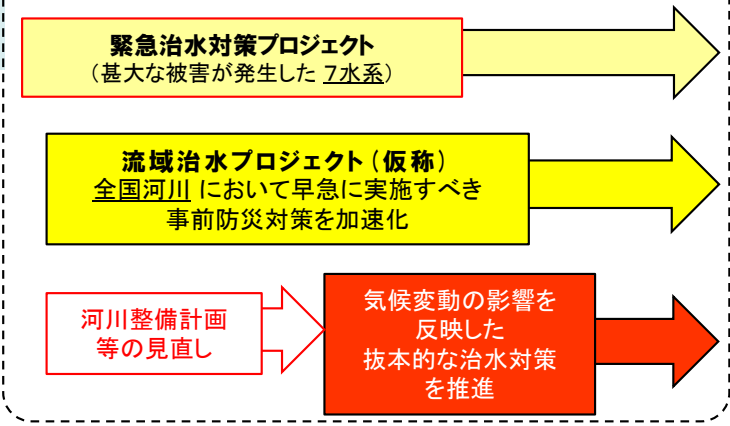 緊急治水対策プロジェクト
（甚大な被害が発生した 7水系）
流域治水プロジェクト（仮称）
全国河川 において早急に実施すべき
事前防災対策を加速化
河川整備計画
等の見直し
気候変動の影響を
反映した
抜本的な治水対策
を推進